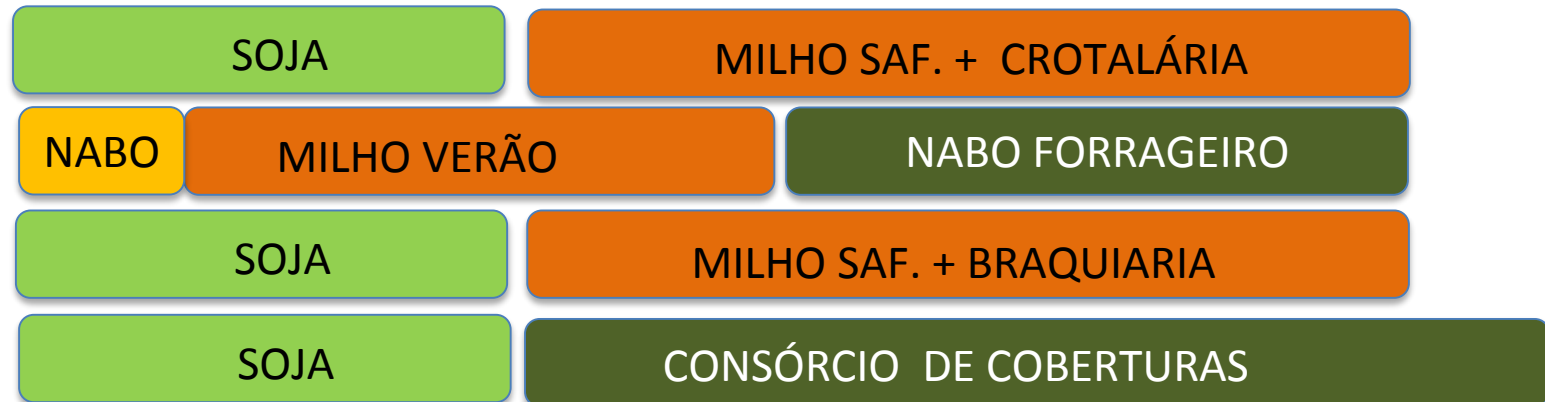 SOJA
MILHO SAF. + CROTALÁRIA
NABO
MILHO VERÃO
NABO FORRAGEIRO
SOJA
MILHO SAF. + BRAQUIARIA
SOJA
CONSÓRCIO DE COBERTURAS